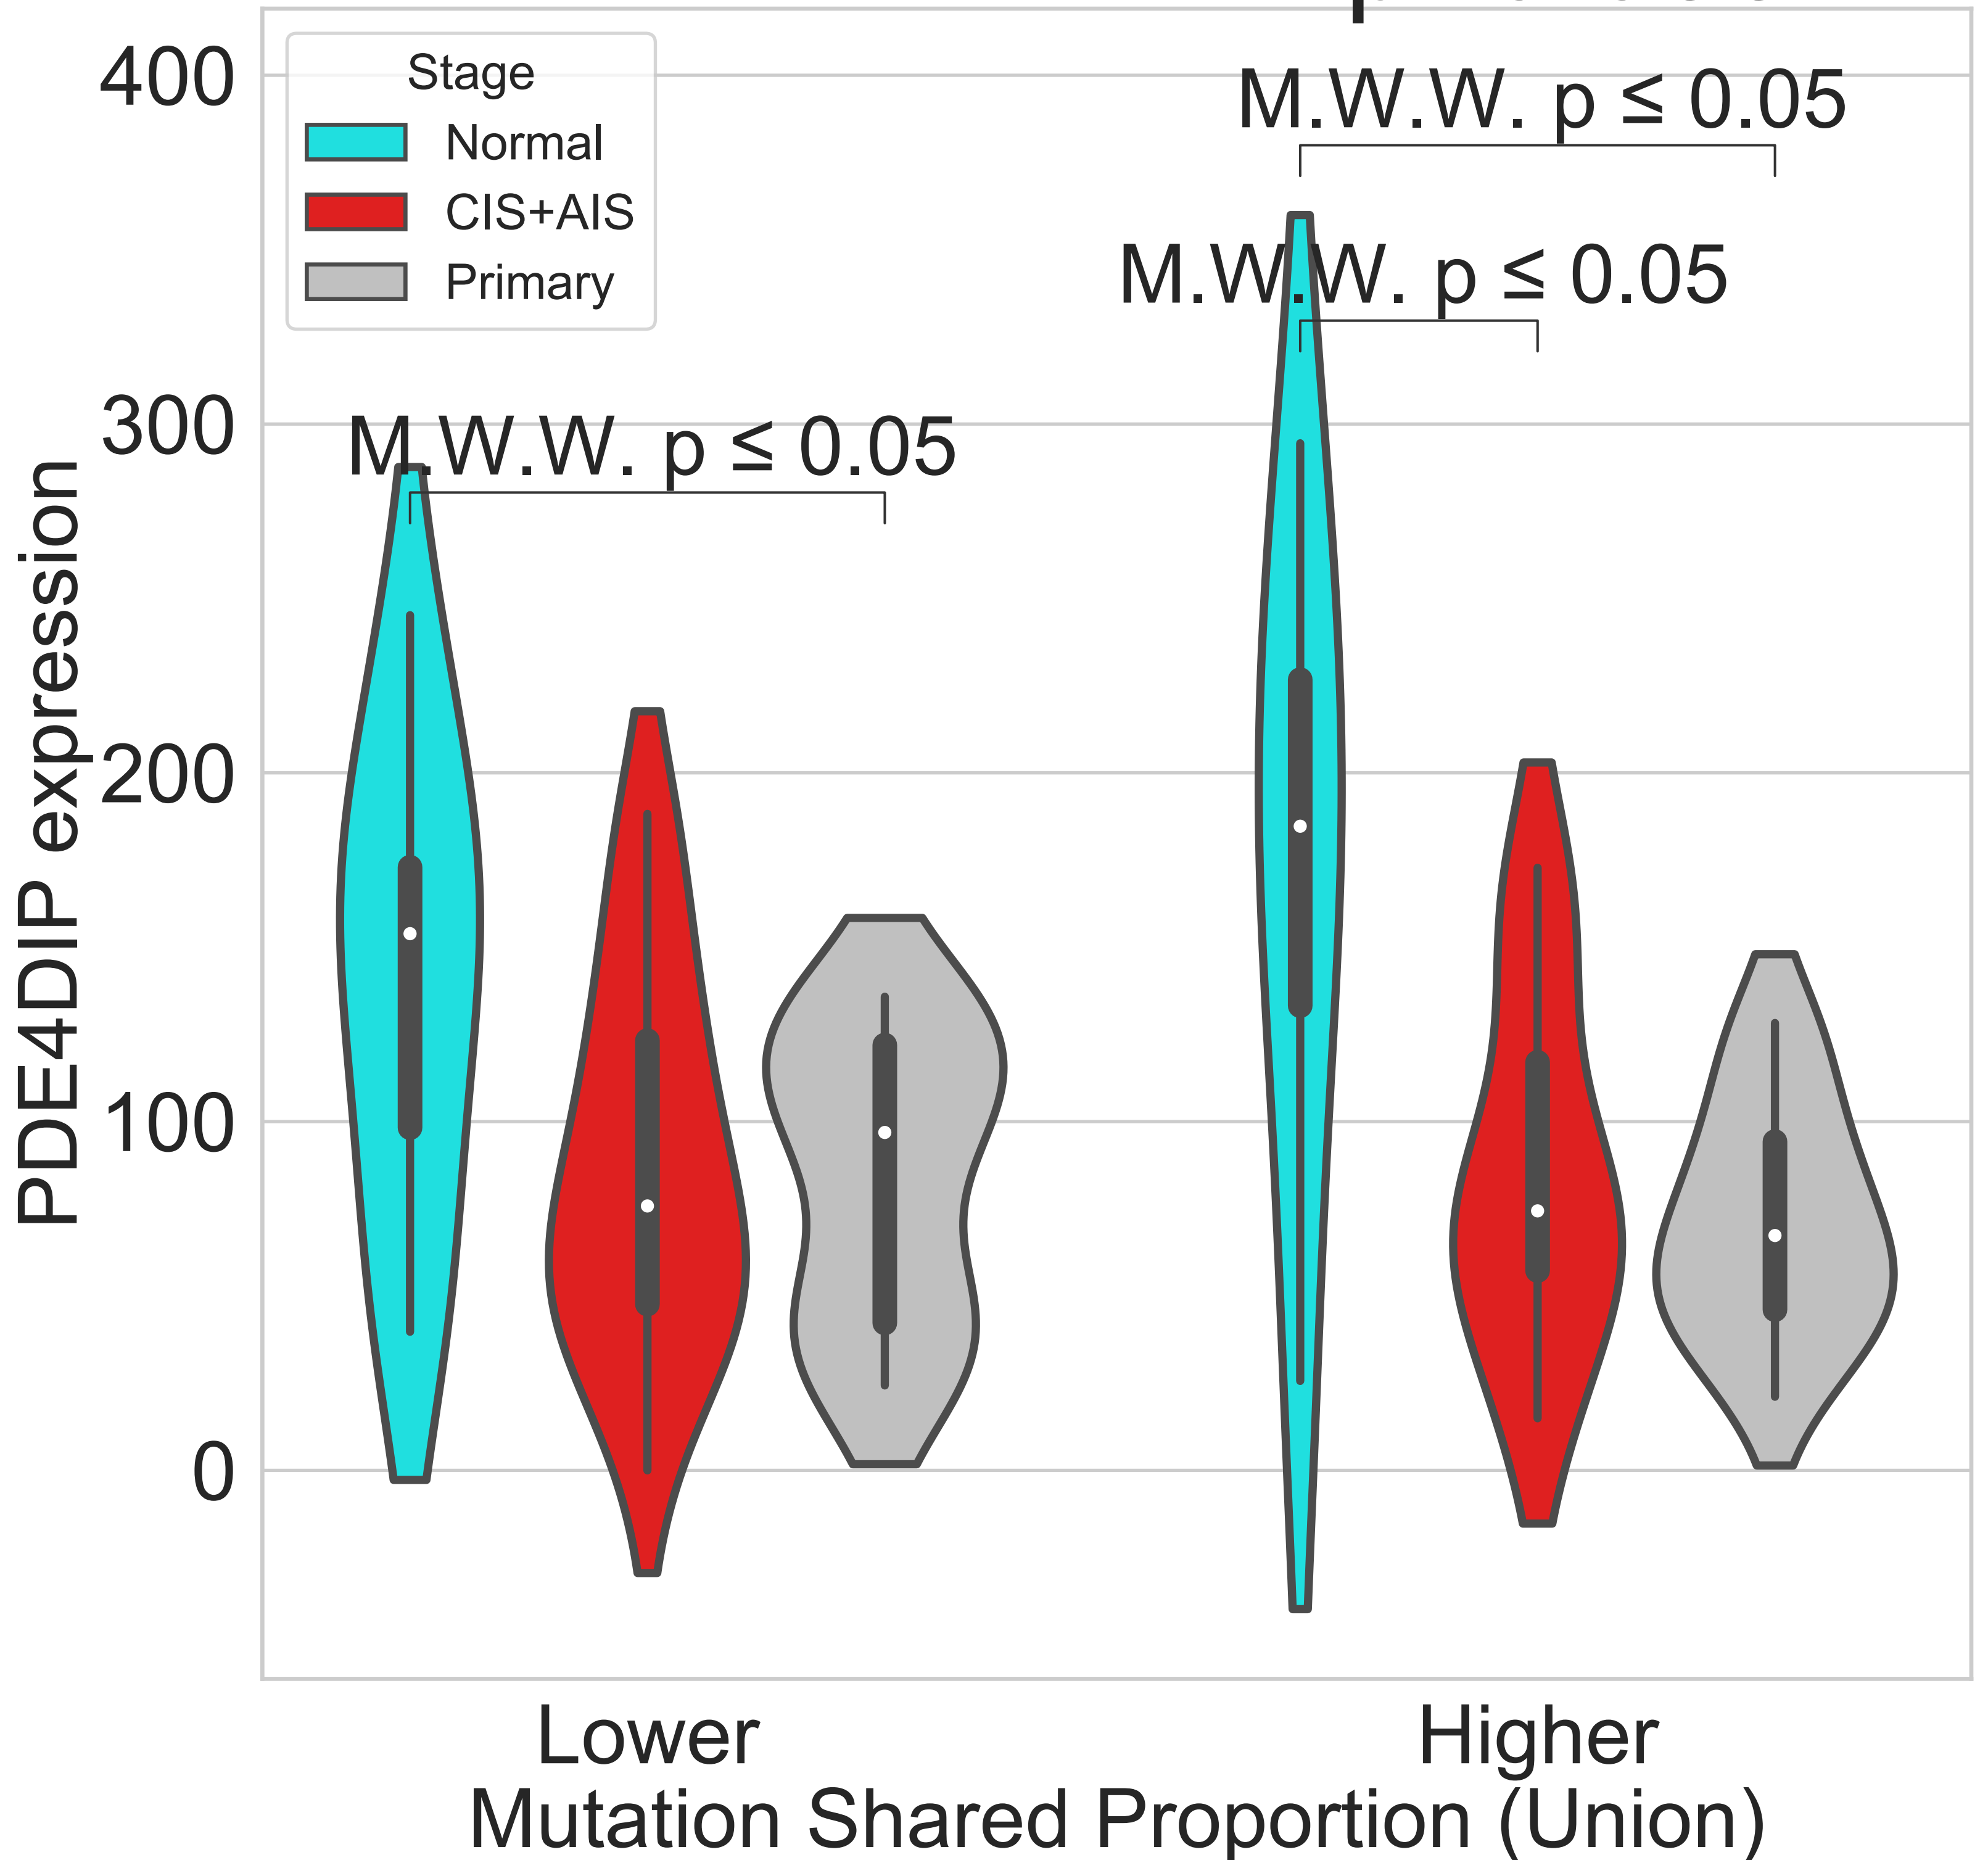 400
300
200
100
0
PDE4DIP expression
Stage
Normal
CIS+AIS
Primary
M.W.W. p ≤ 0.05
M.W.W. p ≤ 0.05
M.W.W. p ≤ 0.05
Lower
Higher
Mutation Shared Proportion (Union)